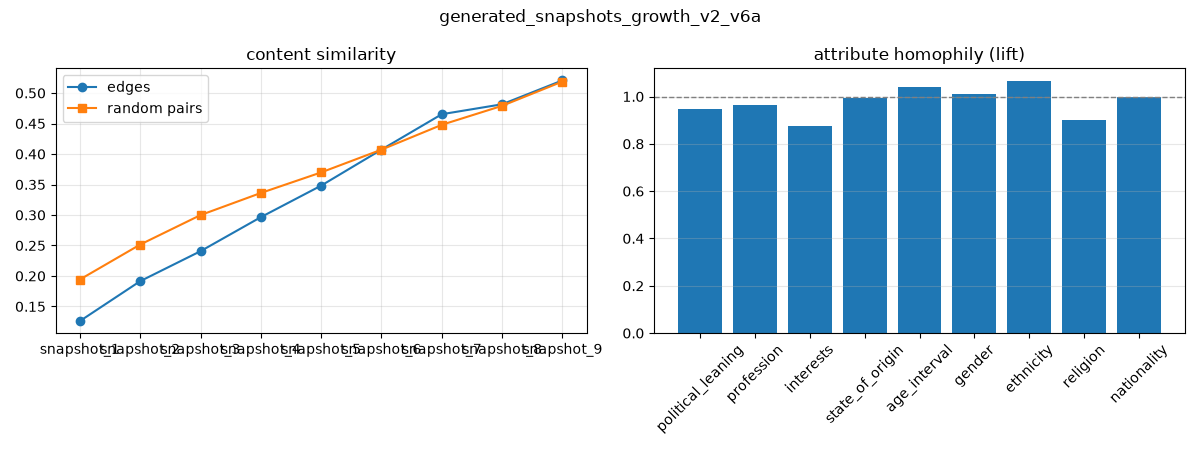 generated_snapshots_growth_v2_v6a
content similarity
edges
random pairs
0.50
0.45
0.40
0.35
0.30
0.25
0.20
0.15
snapshot_1 snapshot_2 snapshot_3 snapshot_4 snapshot_5 snapshot_6 snapshot_7 snapshot_8 snapshot_9
attribute homophily (lift)
1.0
0.8
0.6
0.4
0.2
0.0
political_leaning
profession
interests
state_of_origin
age_interval
gender
ethnicity
religion
nationality